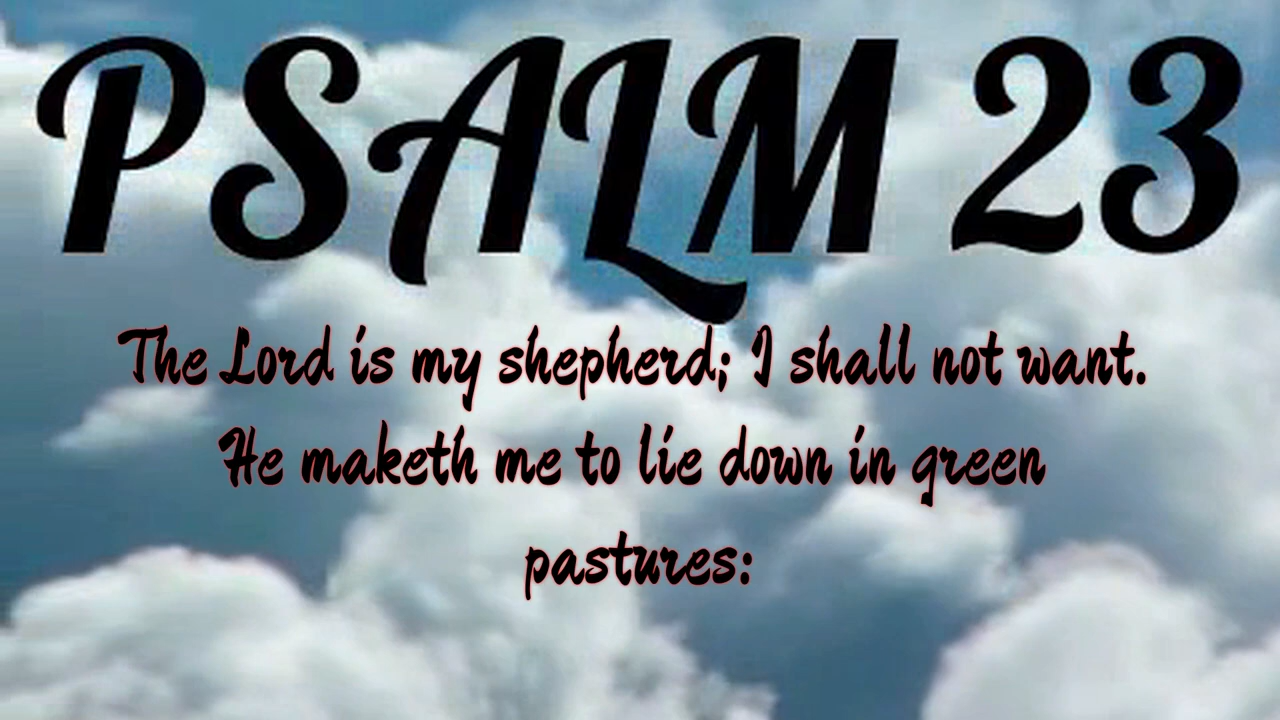 PSALM 23
The Lord is my shepherd; I shall not want.
He maketh me to lie down in green
pastures: